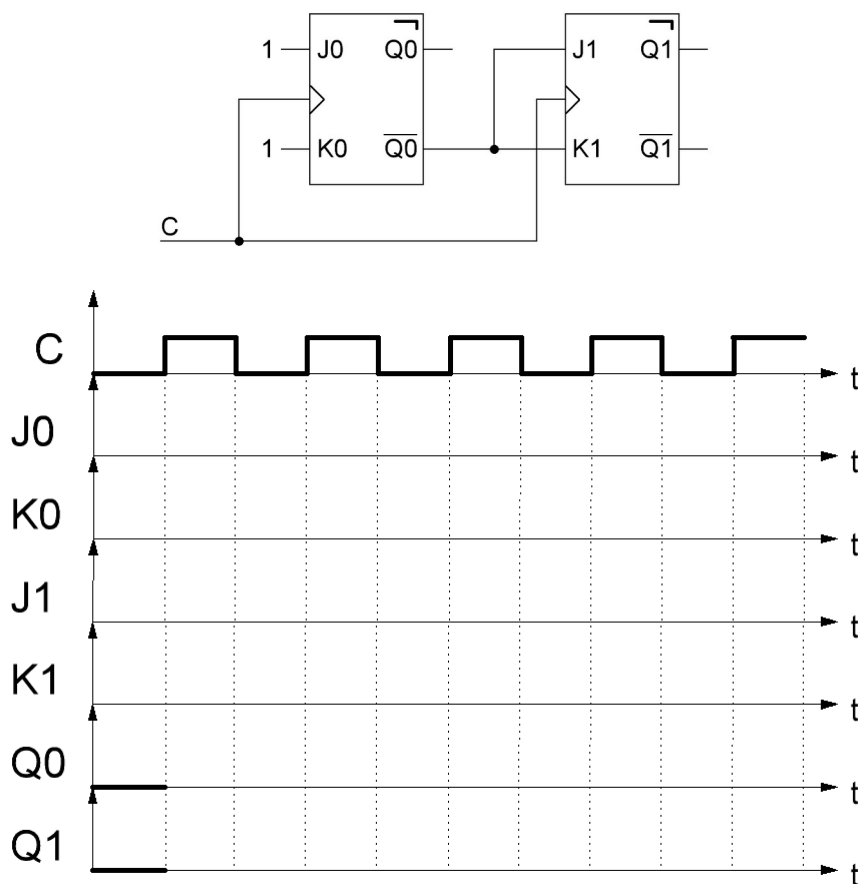 1 J0 Q0 J1 Q1
1 K0 Q0 K1 Q1
C
C t
J0 t
K0 t
J1 t
K1 t
Q0 t
Q1 t